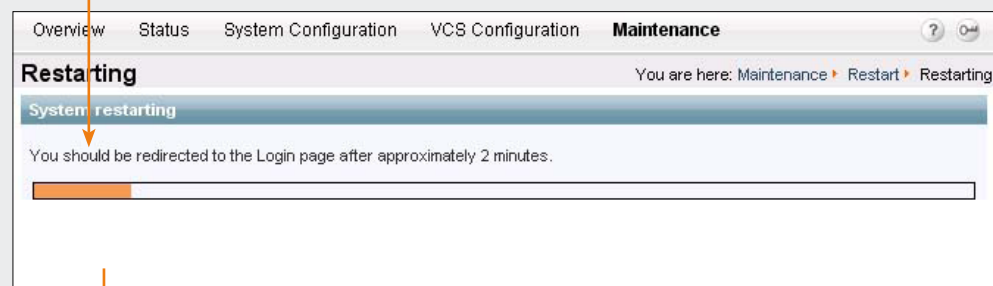 Overview Status System Configuration VCS Configuration Maintenance ?
Restarting You are here: Maintenance Restart Restarting
System restarting
You should be redirected to the Login page after approximately 2 minutes.